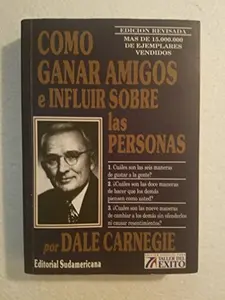 EDICION REVISADA
MAS DE 15.000.000
DE EJEMPLARES
VENDIDOS
COMO
GANAR AMIGOS
e INFLUIR SOBRE
las
PERSONAS
1. Cuáles son las seis maneras
de gustar a la gente?
2. ¿Cuáles son las doce maneras
de hacer que los demás
piensen como usted?
3. ¿Cuáles son las nueve maneras
de cambiar a los demás sin ofenderlos
ni causar resentimientos?
por DALE CARNEGIE
Editorial Sudamericana
TALLER DEL
EXITO